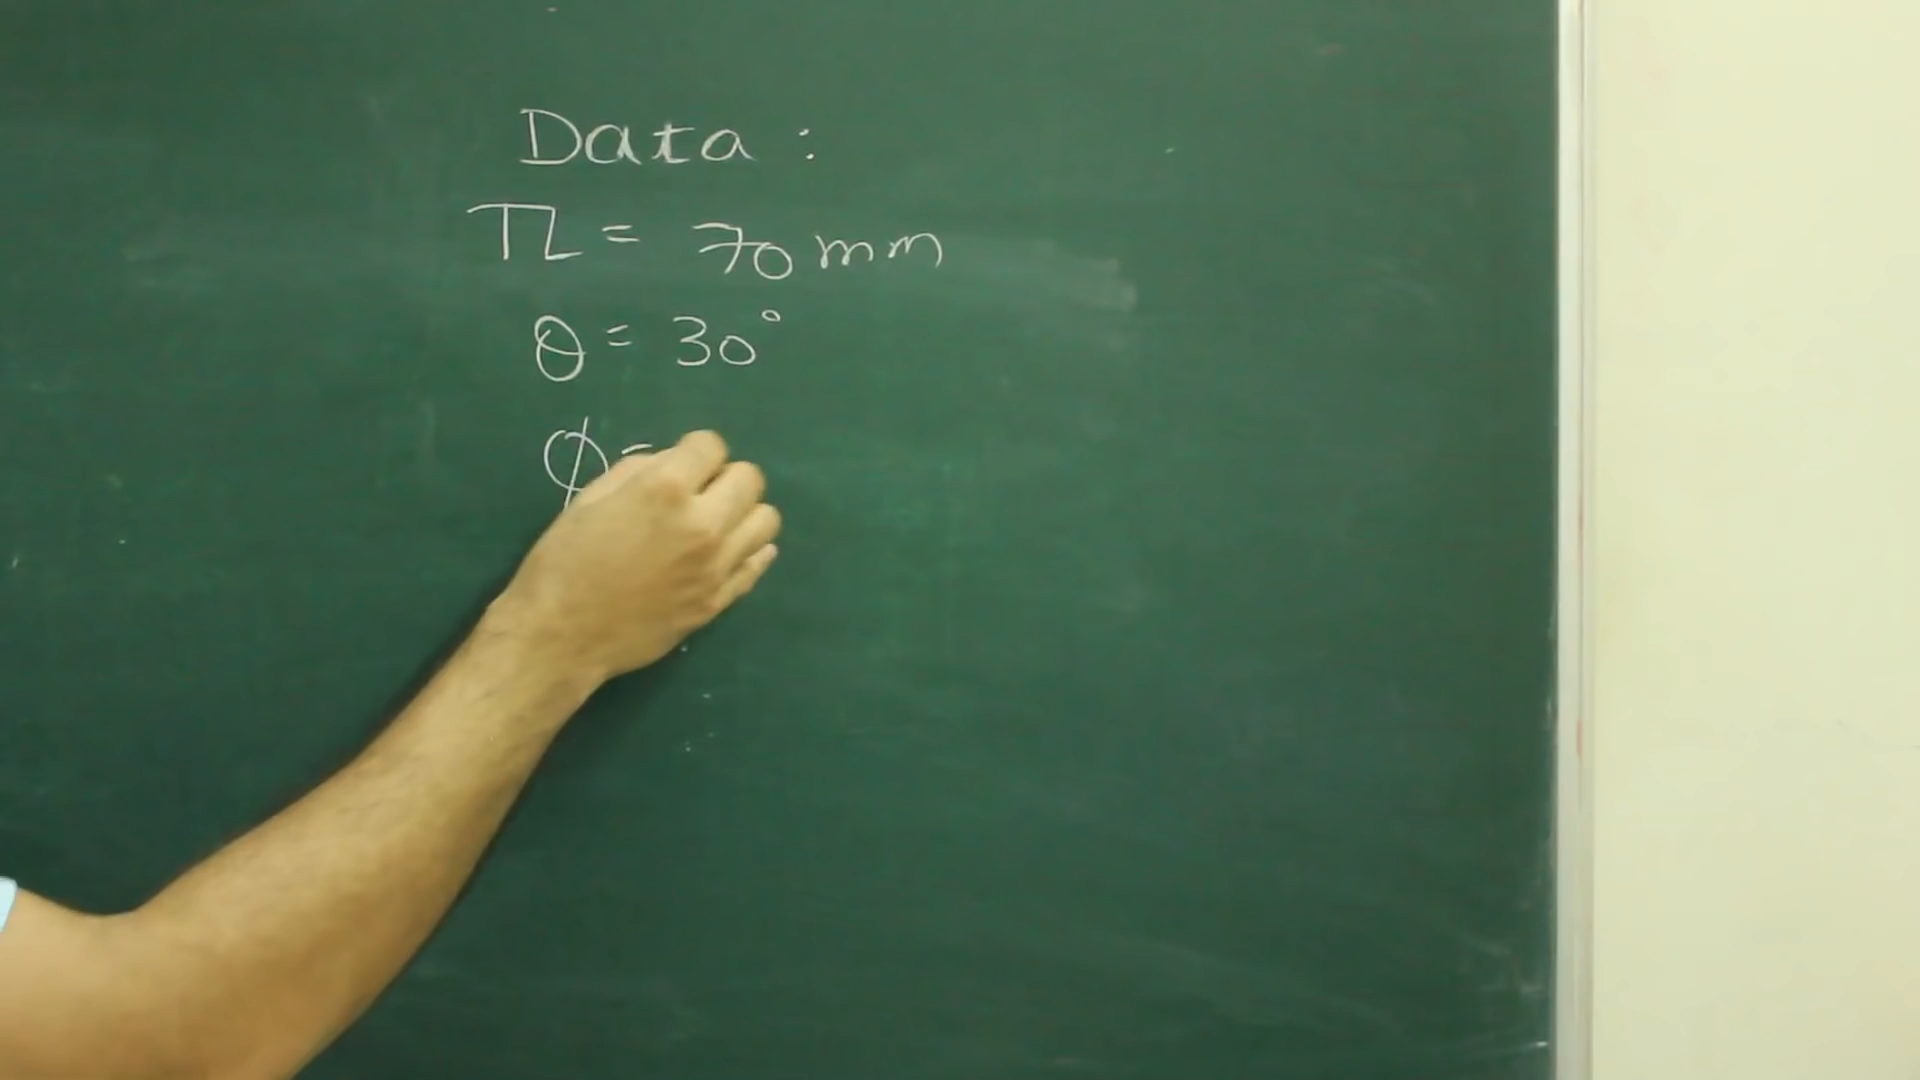 Data :
TL = 70 mm
θ = 30°
φ =